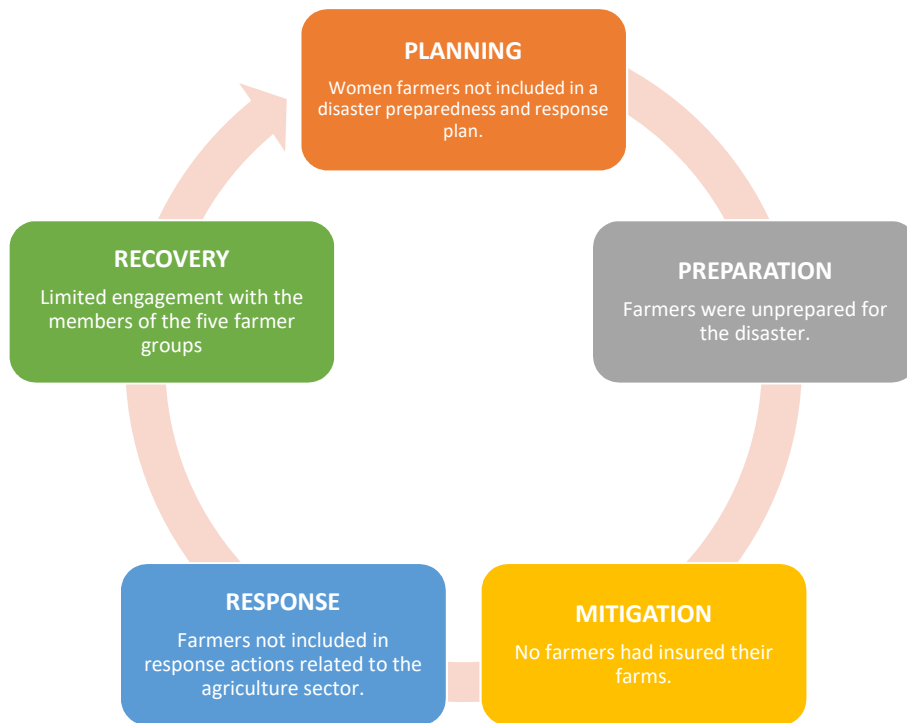 PLANNING
Women farmers not included in a
disaster preparedness and response
plan.
PREPARATION
Farmers were unprepared for
the disaster.
MITIGATION
No farmers had insured their
farms.
RESPONSE
Farmers not included in
response actions related to the
agriculture sector.
RECOVERY
Limited engagement with the
members of the five farmer
groups